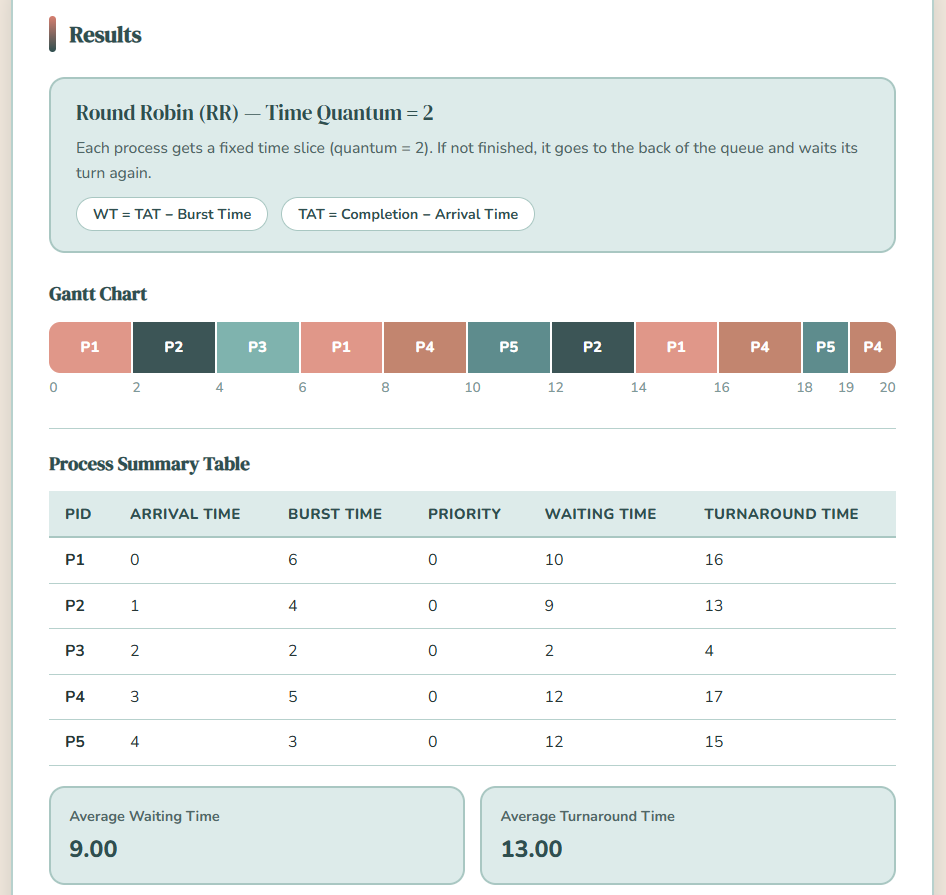 Results
Round Robin (RR) — Time Quantum = 2
Each process gets a fixed time slice (quantum = 2). If not finished, it goes to the back of the queue and waits its
turn again.
WT = TAT − Burst Time TAT = Completion − Arrival Time
Gantt Chart
P1 P2 P3 P1 P4 P5 P2 P1 P4 P5 P4
0 2 4 6 8 10 12 14 16 18 19 20
Process Summary Table
PID ARRIVAL TIME BURST TIME PRIORITY WAITING TIME TURNAROUND TIME
P1 0 6 0 10 16
P2 1 4 0 9 13
P3 2 2 0 2 4
P4 3 5 0 12 17
P5 4 3 0 12 15
Average Waiting Time Average Turnaround Time
9.00 13.00